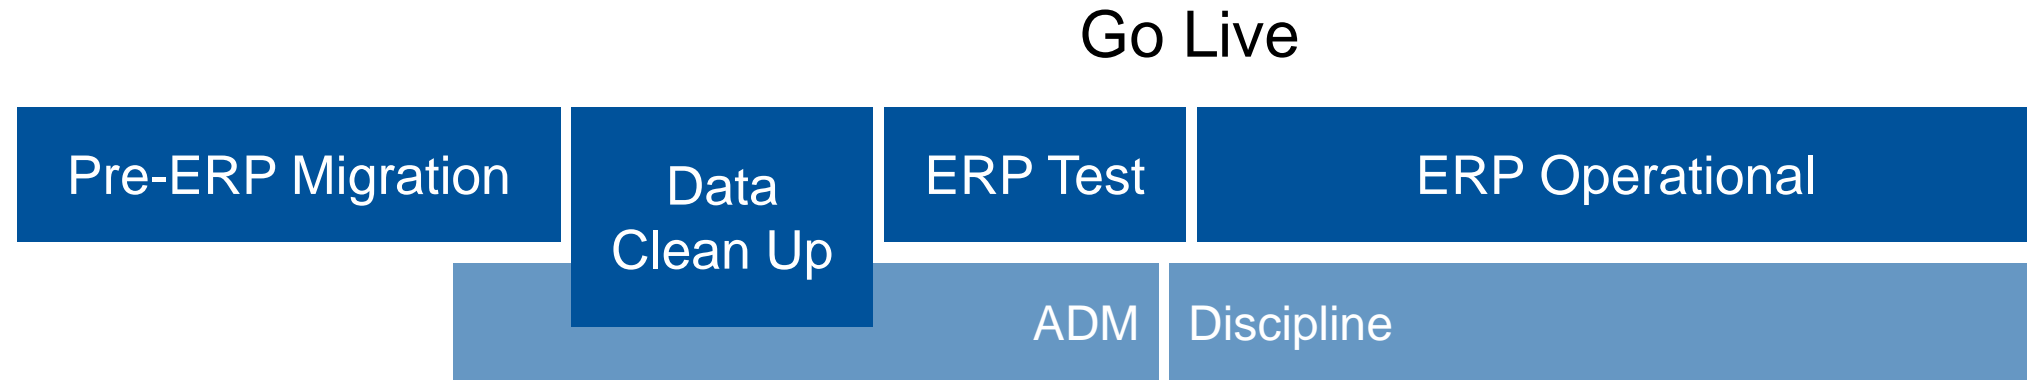 Go Live
Pre-ERP Migration
Data
Clean Up
ERP Test
ERP Operational
ADM
Discipline